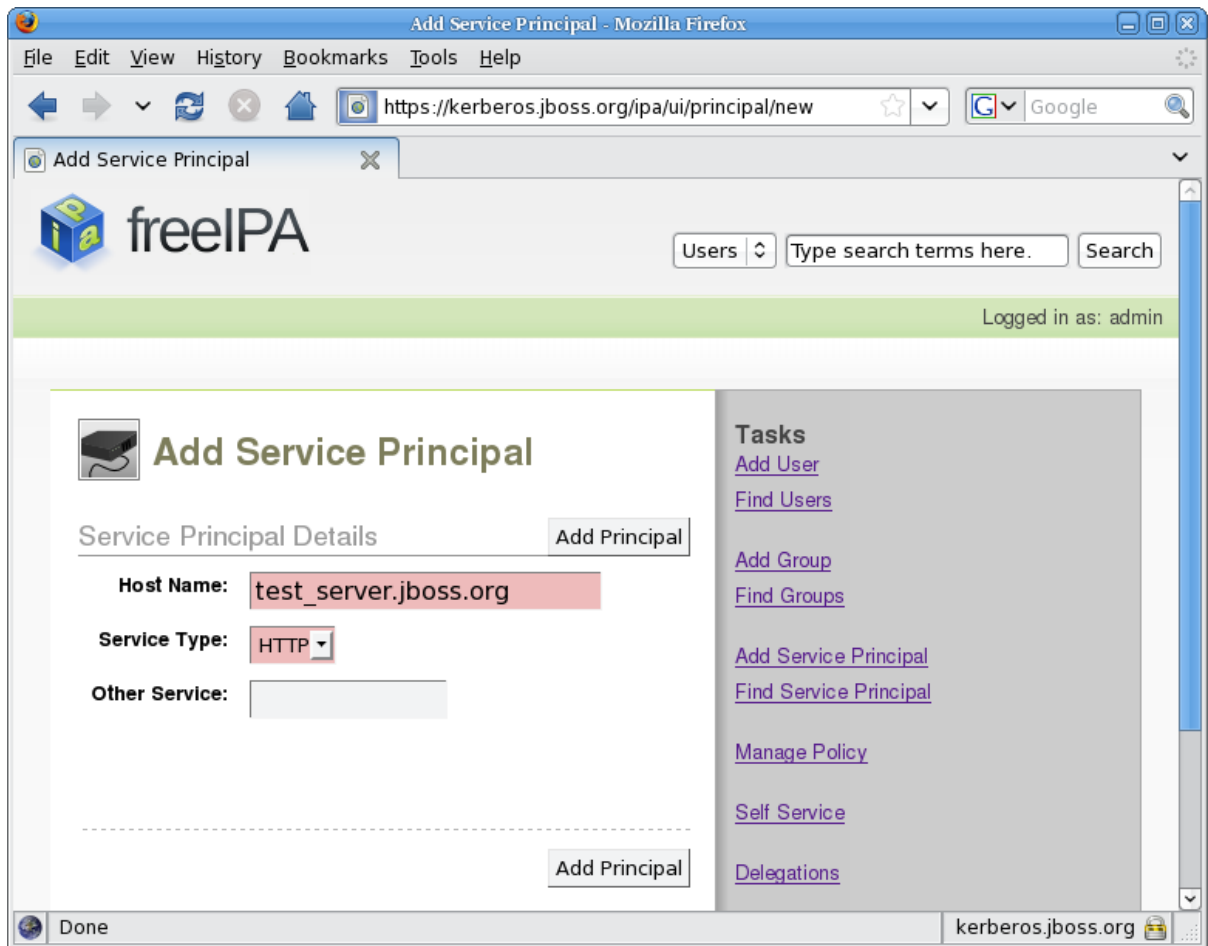 Add Service Principal - Mozilla Firefox
File Edit View History Bookmarks Tools Help
https://kerberos.jboss.org/ipa/ui/principal/new
G Google
Add Service Principal
ipa freeIPA
Users Type search terms here. Search
Logged in as: admin
Add Service Principal
Service Principal Details Add Principal
Host Name: test_server.jboss.org
Service Type: HTTP
Other Service:
Add Principal
Tasks
Add User
Find Users
Add Group
Find Groups
Add Service Principal
Find Service Principal
Manage Policy
Self Service
Delegations
Done kerberos.jboss.org